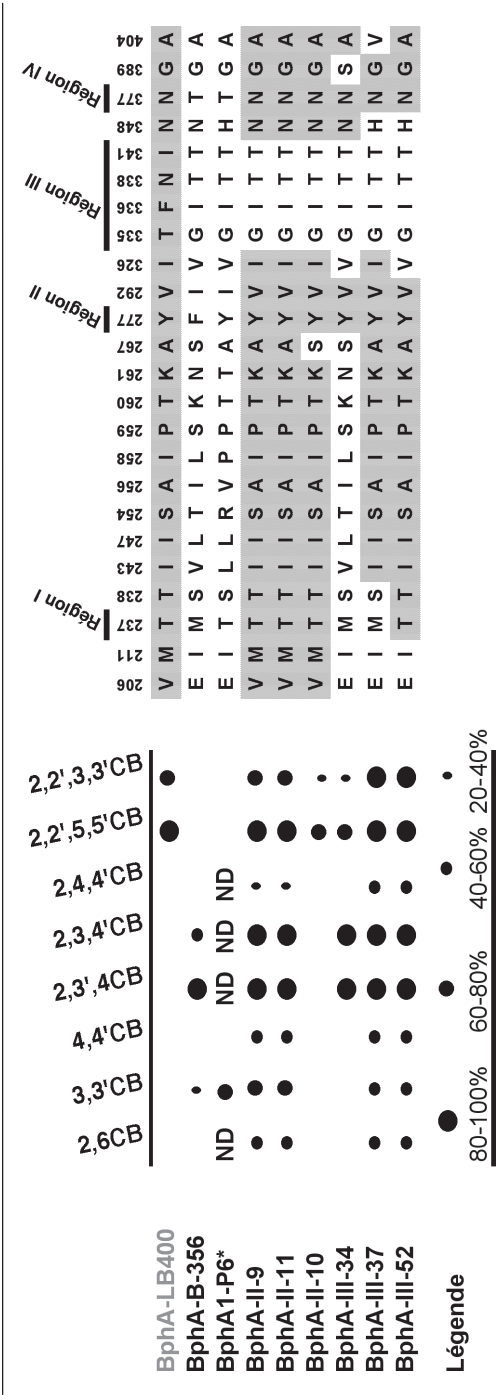 2,6CB 3,3'CB 4,4'CB 2,3',4CB 2,3,4'CB 2,4,4'CB 2,2',5,5'CB 2,2',3,3'CB
Région I Région II Région III Région IV
206 211 237 238 243 247 254 256 258 259 260 261 267 277 292 326 335 336 338 341 348 377 389 404
BphA-LB400 V M T T I I S A I P T K A Y V I T F N I N N G A
BphA-B-356 E I M S V L T I L S K N S F I V G I T T N T G A
BphA1-P6* ND ND ND ND E I T S L L R V P P T T A Y I V G I T T H T G A
BphA-II-9 V M T T I I S A I P T K A Y V I G I T T N N G A
BphA-II-11 V M T T I I S A I P T K A Y V I G I T T N N G A
BphA-II-10 V M T T I I S A I P T K S Y V I G I T T N N G A
BphA-III-34 E I M S V L T I L S K N S Y V V G I T T N N S A
BphA-III-37 E I M S I I S A I P T K A Y V I G I T T H N G V
BphA-III-52 E I T T I I S A I P T K A Y V V G I T T H N G A
Légende
80-100% 60-80% 40-60% 20-40%